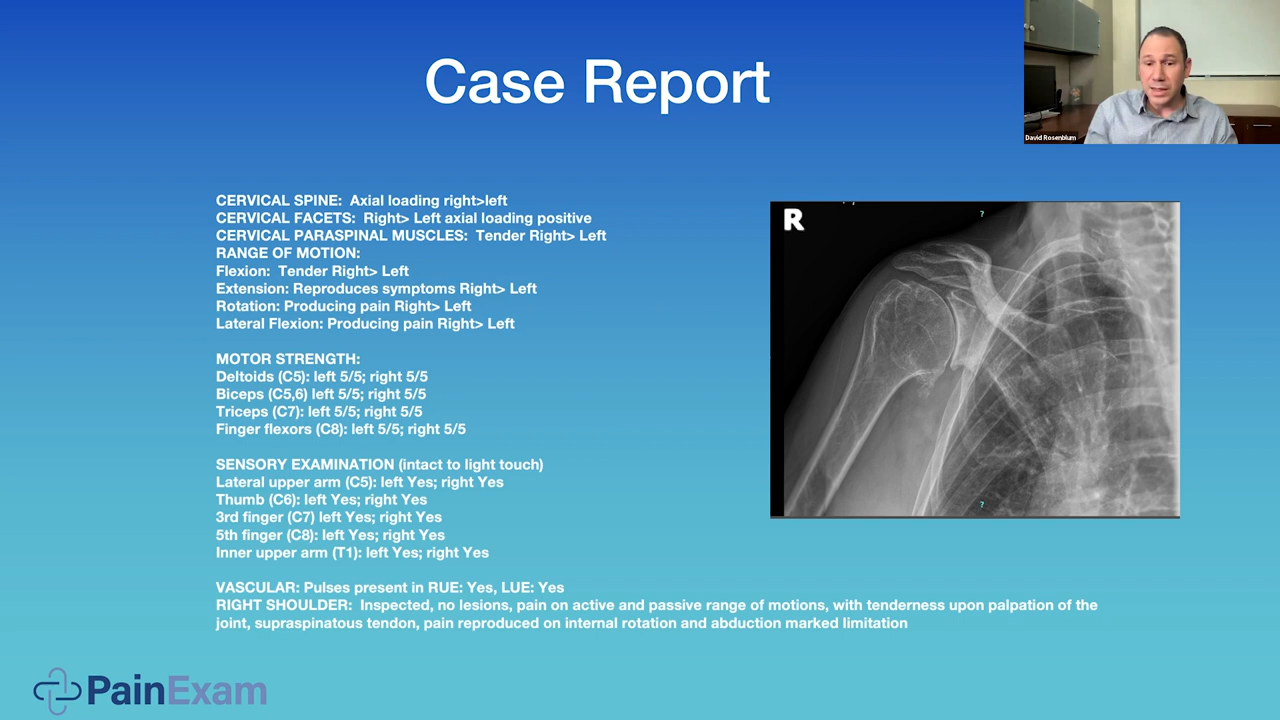 Case Report
David Rosenblum
CERVICAL SPINE: Axial loading right>left
CERVICAL FACETS: Right> Left axial loading positive
CERVICAL PARASPINAL MUSCLES: Tender Right> Left
RANGE OF MOTION:
Flexion: Tender Right> Left
Extension: Reproduces symptoms Right> Left
Rotation: Producing pain Right> Left
Lateral Flexion: Producing pain Right> Left
MOTOR STRENGTH:
Deltoids (C5): left 5/5; right 5/5
Biceps (C5,6) left 5/5; right 5/5
Triceps (C7): left 5/5; right 5/5
Finger flexors (C8): left 5/5; right 5/5
SENSORY EXAMINATION (intact to light touch)
Lateral upper arm (C5): left Yes; right Yes
Thumb (C6): left Yes; right Yes
3rd finger (C7) left Yes; right Yes
5th finger (C8): left Yes; right Yes
Inner upper arm (T1): left Yes; right Yes
VASCULAR: Pulses present in RUE: Yes, LUE: Yes
RIGHT SHOULDER: Inspected, no lesions, pain on active and passive range of motions, with tenderness upon palpation of the
joint, supraspinatous tendon, pain reproduced on internal rotation and abduction marked limitation
R
?
?
PainExam